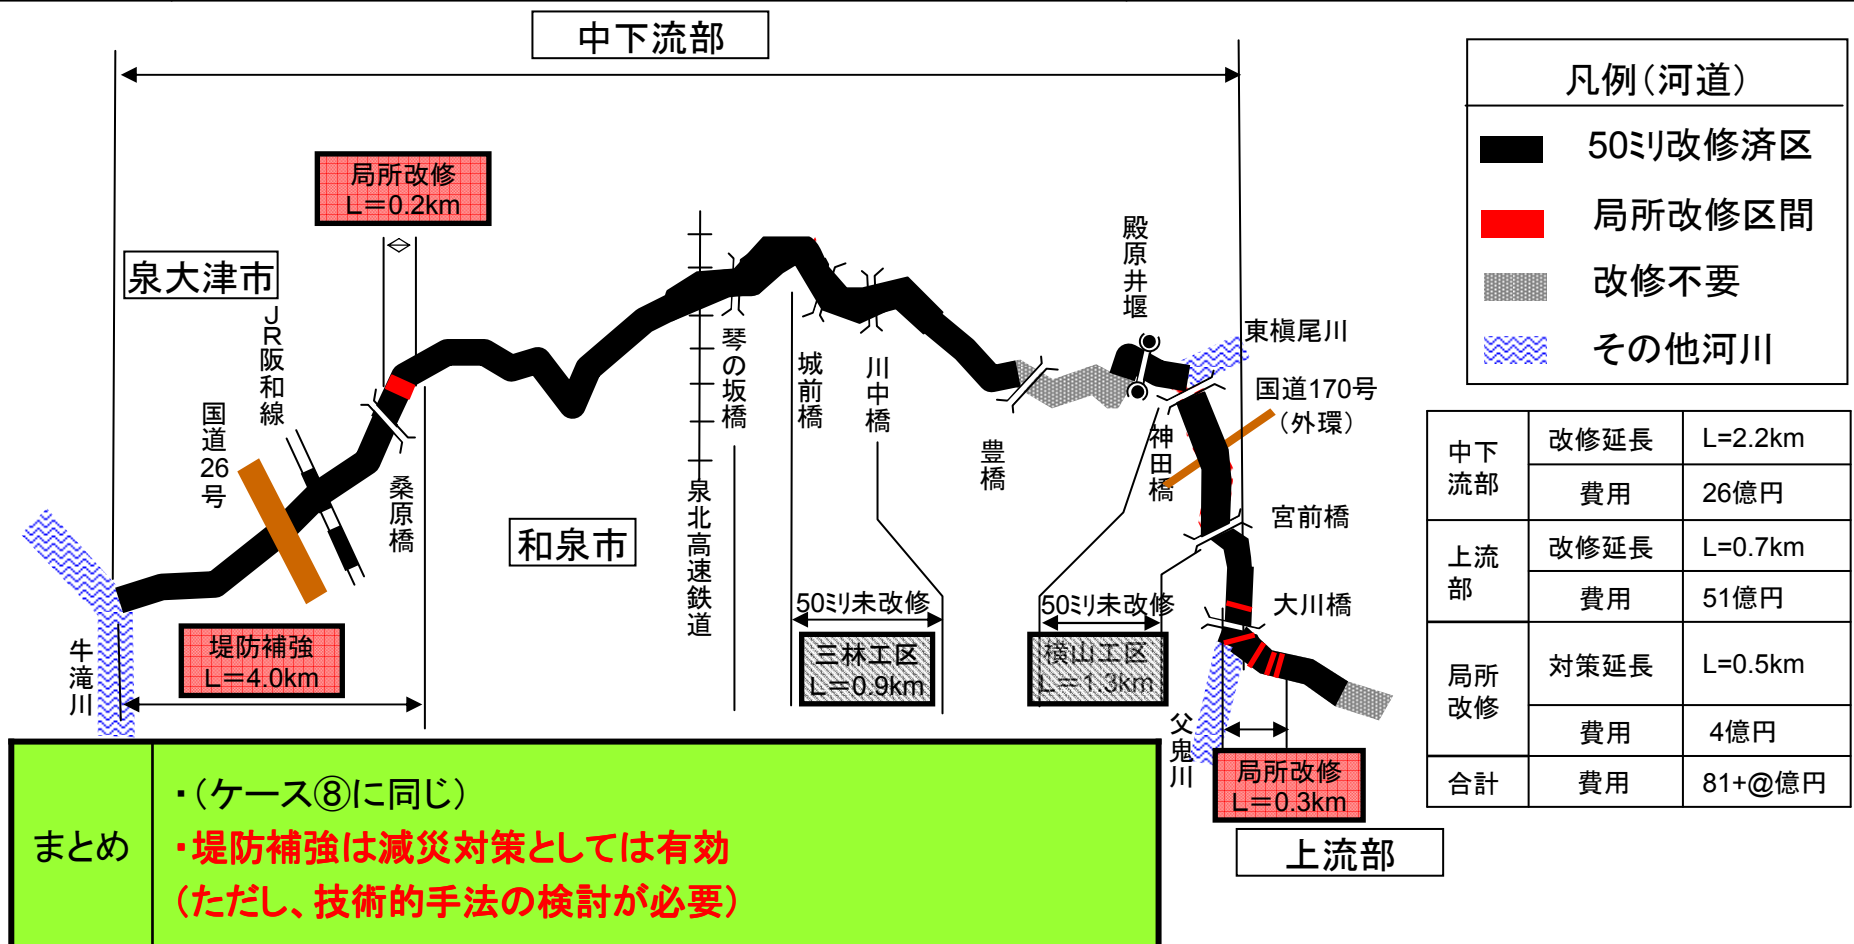 中下流部
凡例(河道)
50ミリ改修済区
局所改修区間
改修不要
その他河川
局所改修
L=0.2km
泉大津市
JR阪和線
国道26号
桑原橋
和泉市
泉北高速鉄道
琴の坂橋
城前橋
川中橋
豊橋
殿原井堰
東槇尾川
国道170号
(外環)
神田橋
宮前橋
大川橋
牛滝川
堤防補強
L=4.0km
50ミリ未改修
三林工区
L=0.9km
50ミリ未改修
横山工区
L=1.3km
父鬼川
局所改修
L=0.3km
上流部
中下流部 改修延長 L=2.2km
費用 26億円
上流部 改修延長 L=0.7km
費用 51億円
局所改修 対策延長 L=0.5km
費用 4億円
合計 費用 81+@億円
まとめ
・(ケース⑧に同じ)
・堤防補強は減災対策としては有効
(ただし、技術的手法の検討が必要)